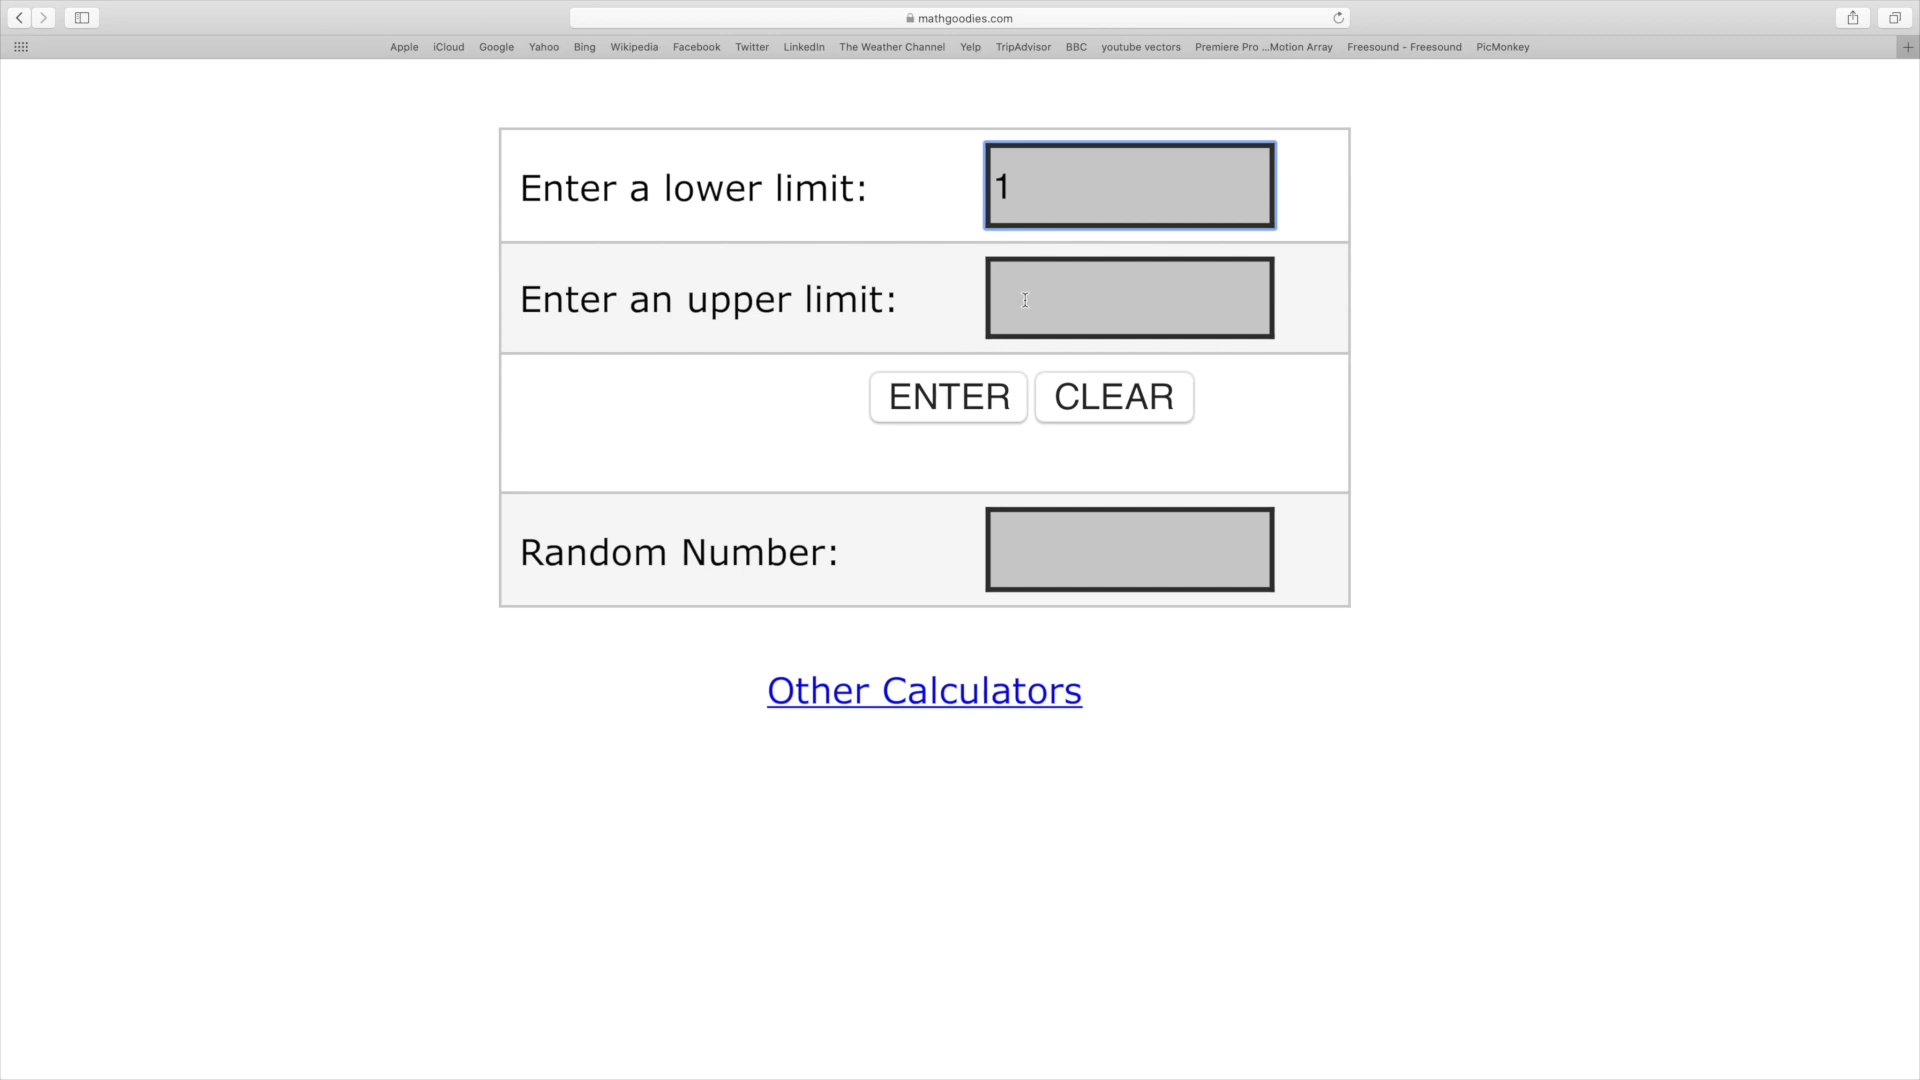 mathgoodies.com
Apple iCloud Google Yahoo Bing Wikipedia Facebook Twitter LinkedIn The Weather Channel Yelp TripAdvisor BBC youtube vectors Premiere Pro ...Motion Array Freesound - Freesound PicMonkey
Enter a lower limit: 1
Enter an upper limit:
ENTER CLEAR
Random Number:
Other Calculators